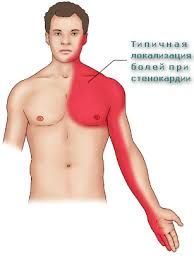 Типичная
локализация
болей при
стенокардии